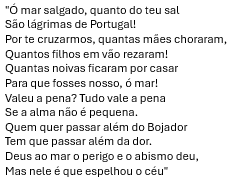 "Ó mar salgado, quanto do teu sal
São lágrimas de Portugal!
Por te cruzarmos, quantas mães choraram,
Quantos filhos em vão rezaram!
Quantas noivas ficaram por casar
Para que fosses nosso, ó mar!
Valeu a pena? Tudo vale a pena
Se a alma não é pequena.
Quem quer passar além do Bojador
Tem que passar além da dor.
Deus ao mar o perigo e o abismo deu,
Mas nele é que espelhou o céu"